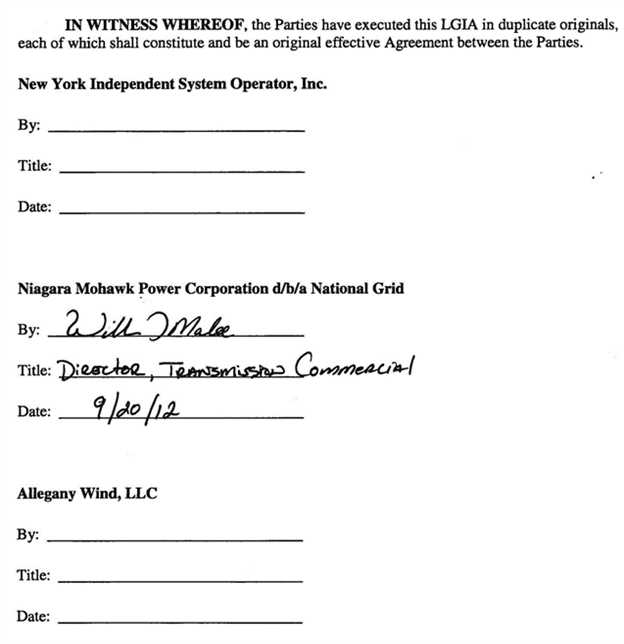 IN WITNESS WHEREOF, the Parties have executed this LGIA in duplicate originals,
each of which shall constitute and be an original effective Agreement between the Parties.
New York Independent System Operator, Inc.
By:
Title:
Date:
Niagara Mohawk Power Corporation d/b/a National Grid
By: Will Malee
Title: Director, Transmission Commercial
Date: 9/20/12
Allegany Wind, LLC
By:
Title:
Date: